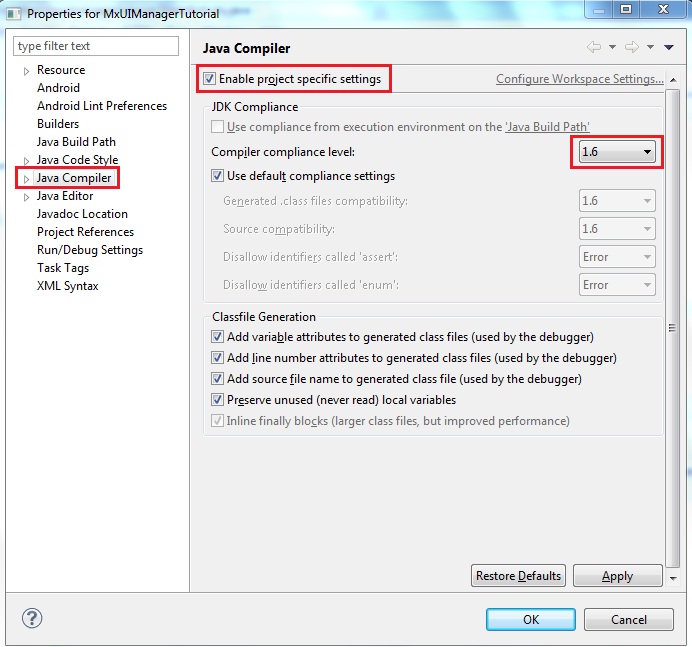 Properties for MxUIManagerTutorial
type filter text
Resource
Android
Android Lint Preferences
Builders
Java Build Path
Java Code Style
Java Compiler
Java Editor
Javadoc Location
Project References
Run/Debug Settings
Task Tags
XML Syntax
Java Compiler
Enable project specific settings
Configure Workspace Settings...
JDK Compliance
Use compliance from execution environment on the 'Java Build Path'
Compiler compliance level: 1.6
Use default compliance settings
Generated .class files compatibility: 1.6
Source compatibility: 1.6
Disallow identifiers called 'assert': Error
Disallow identifiers called 'enum': Error
Classfile Generation
Add variable attributes to generated class files (used by the debugger)
Add line number attributes to generated class files (used by the debugger)
Add source file name to generated class file (used by the debugger)
Preserve unused (never read) local variables
Inline finally blocks (larger class files, but improved performance)
Restore Defaults Apply
? OK Cancel